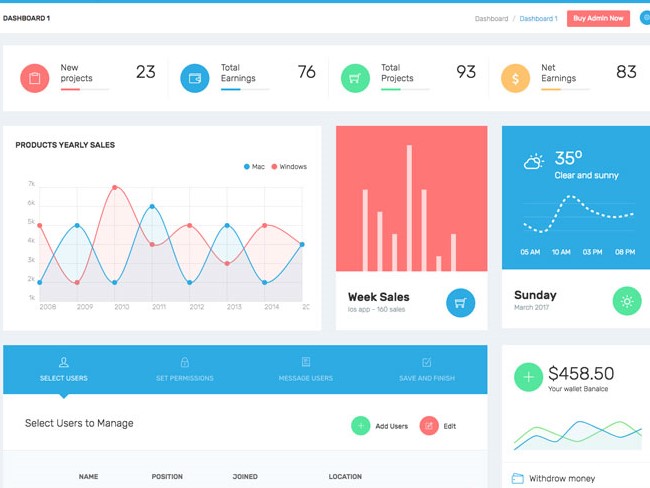 DASHBOARD 1
Dashboard / Dashboard 1
Buy Admin Now
New
projects
23
Total
Earnings
76
Total
Projects
93
Net
Earnings
83
PRODUCTS YEARLY SALES
Mac Windows
7k
6k
5k
4k
3k
2k
1k
2008 2009 2010 2011 2012 2013 2014 20
Week Sales
ios app - 160 sales
35°
Clear and sunny
05 AM 10 AM 03 PM 08 PM
Sunday
March 2017
SELECT USERS SET PERMISSIONS MESSAGE USERS SAVE AND FINISH
Select Users to Manage
Add Users
Edit
NAME POSITION JOINED LOCATION
$458.50
Your wallet Banalce
Withdrow money